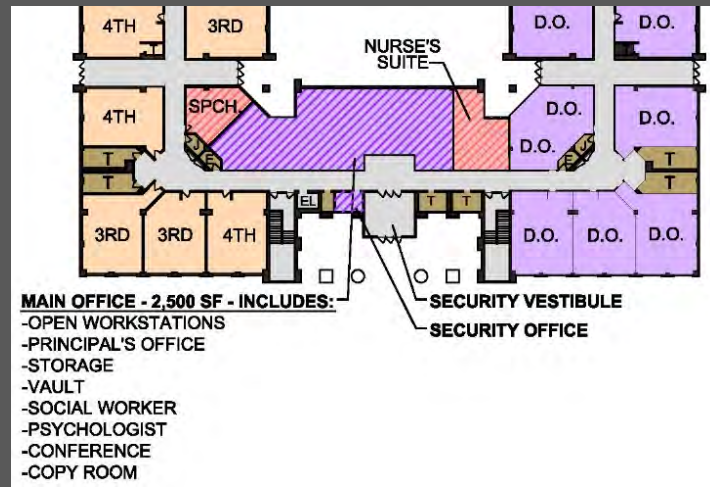 4TH
3RD
D.O.
D.O.
T
T
NURSE'S
SUITE
4TH
SPCH.
D.O.
D.O.
D.O.
J
E
J
E
T
T
T
T
EL
T
T
3RD
3RD
4TH
D.O.
D.O.
D.O.
MAIN OFFICE - 2,500 SF - INCLUDES:
SECURITY VESTIBULE
SECURITY OFFICE
-OPEN WORKSTATIONS
-PRINCIPAL'S OFFICE
-STORAGE
-VAULT
-SOCIAL WORKER
-PSYCHOLOGIST
-CONFERENCE
-COPY ROOM